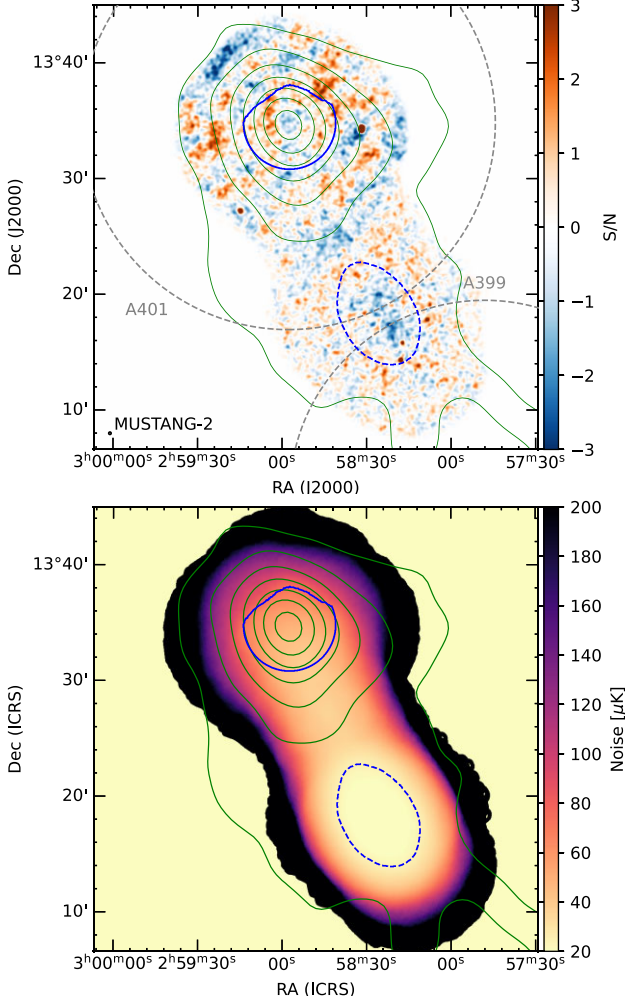 13°40'
30'
20'
10'
Dec (J2000)
A401
A399
MUSTANG-2
3ʰ00ᵐ00ˢ 2ʰ59ᵐ30ˢ 00ˢ 58ᵐ30ˢ 00ˢ 57ᵐ30ˢ
RA (J2000)
3
2
1
0
−1
−2
−3
S/N
13°40'
30'
20'
10'
Dec (ICRS)
3ʰ00ᵐ00ˢ 2ʰ59ᵐ30ˢ 00ˢ 58ᵐ30ˢ 00ˢ 57ᵐ30ˢ
RA (ICRS)
200
180
160
140
120
100
80
60
40
20
Noise [μK]